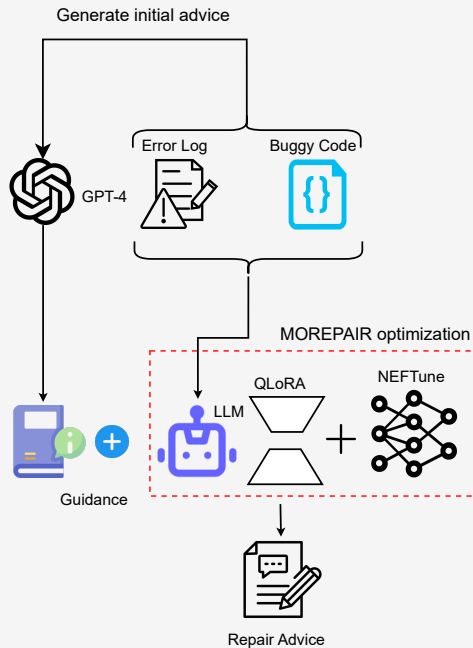 Generate initial advice
Error Log
Buggy Code
{}
GPT-4
MOREPAIR optimization
QLoRA
NEFTune
LLM
Guidance
Repair Advice